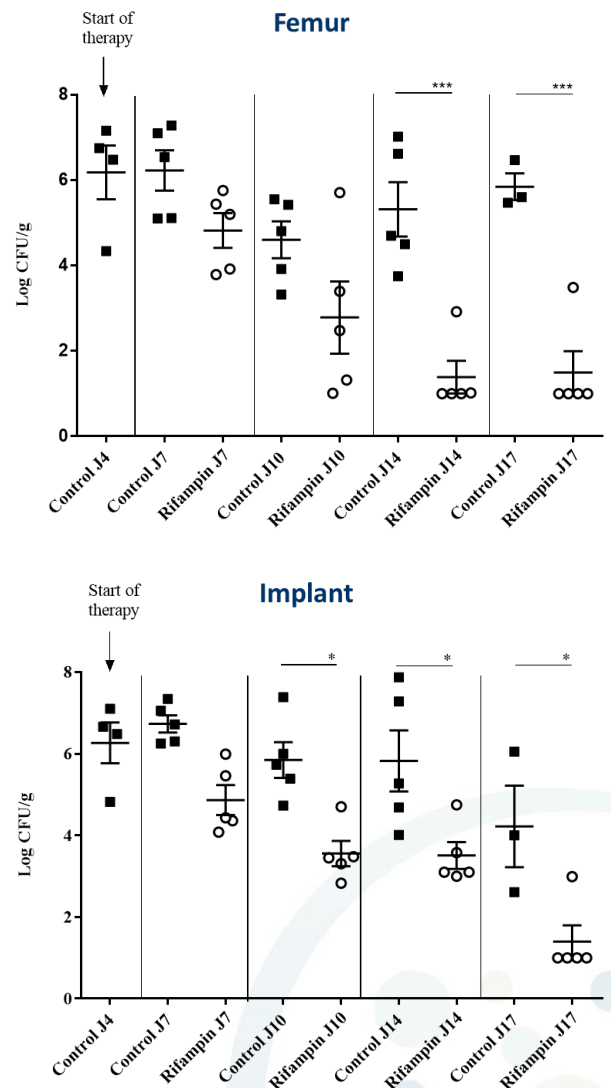 Start of
therapy
Femur
***
***
8
6
4
2
0
Log CFU/g
Control J4
Control J7
Rifampin J7
Control J10
Rifampin J10
Control J14
Rifampin J14
Control J17
Rifampin J17
Start of
therapy
Implant
*
*
*
8
6
4
2
0
Log CFU/g
Control J4
Control J7
Rifampin J7
Control J10
Rifampin J10
Control J14
Rifampin J14
Control J17
Rifampin J17